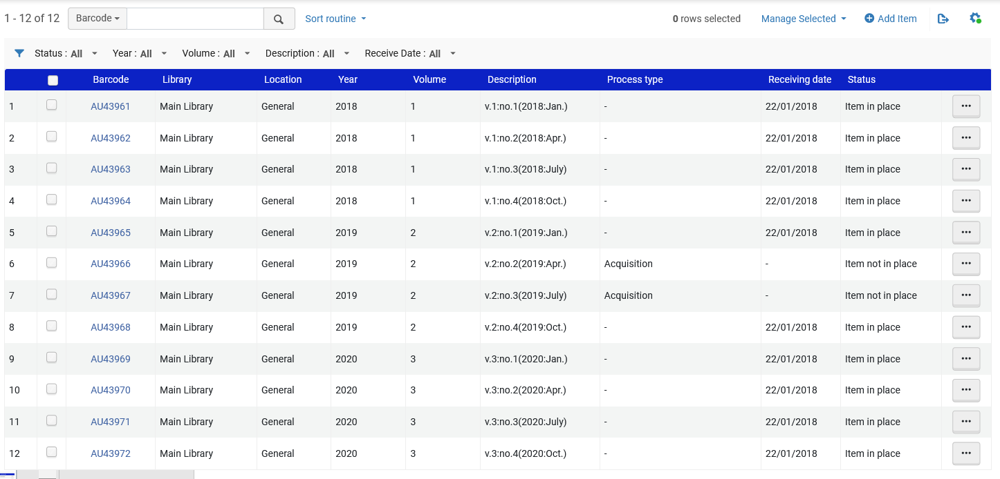 1 - 12 of 12 Barcode Sort routine 0 rows selected Manage Selected Add Item
Status : All Year : All Volume : All Description : All Receive Date : All
Barcode Library Location Year Volume Description Process type Receiving date Status
1 AU43961 Main Library General 2018 1 v.1:no.1(2018:Jan.) - 22/01/2018 Item in place ...
2 AU43962 Main Library General 2018 1 v.1:no.2(2018:Apr.) - 22/01/2018 Item in place ...
3 AU43963 Main Library General 2018 1 v.1:no.3(2018:July) - 22/01/2018 Item in place ...
4 AU43964 Main Library General 2018 1 v.1:no.4(2018:Oct.) - 22/01/2018 Item in place ...
5 AU43965 Main Library General 2019 2 v.2:no.1(2019:Jan.) - 22/01/2018 Item in place ...
6 AU43966 Main Library General 2019 2 v.2:no.2(2019:Apr.) Acquisition - Item not in place ...
7 AU43967 Main Library General 2019 2 v.2:no.3(2019:July) Acquisition - Item not in place ...
8 AU43968 Main Library General 2019 2 v.2:no.4(2019:Oct.) - 22/01/2018 Item in place ...
9 AU43969 Main Library General 2020 3 v.3:no.1(2020:Jan.) - 22/01/2018 Item in place ...
10 AU43970 Main Library General 2020 3 v.3:no.2(2020:Apr.) - 22/01/2018 Item in place ...
11 AU43971 Main Library General 2020 3 v.3:no.3(2020:July) - 22/01/2018 Item in place ...
12 AU43972 Main Library General 2020 3 v.3:no.4(2020:Oct.) - 22/01/2018 Item in place ...